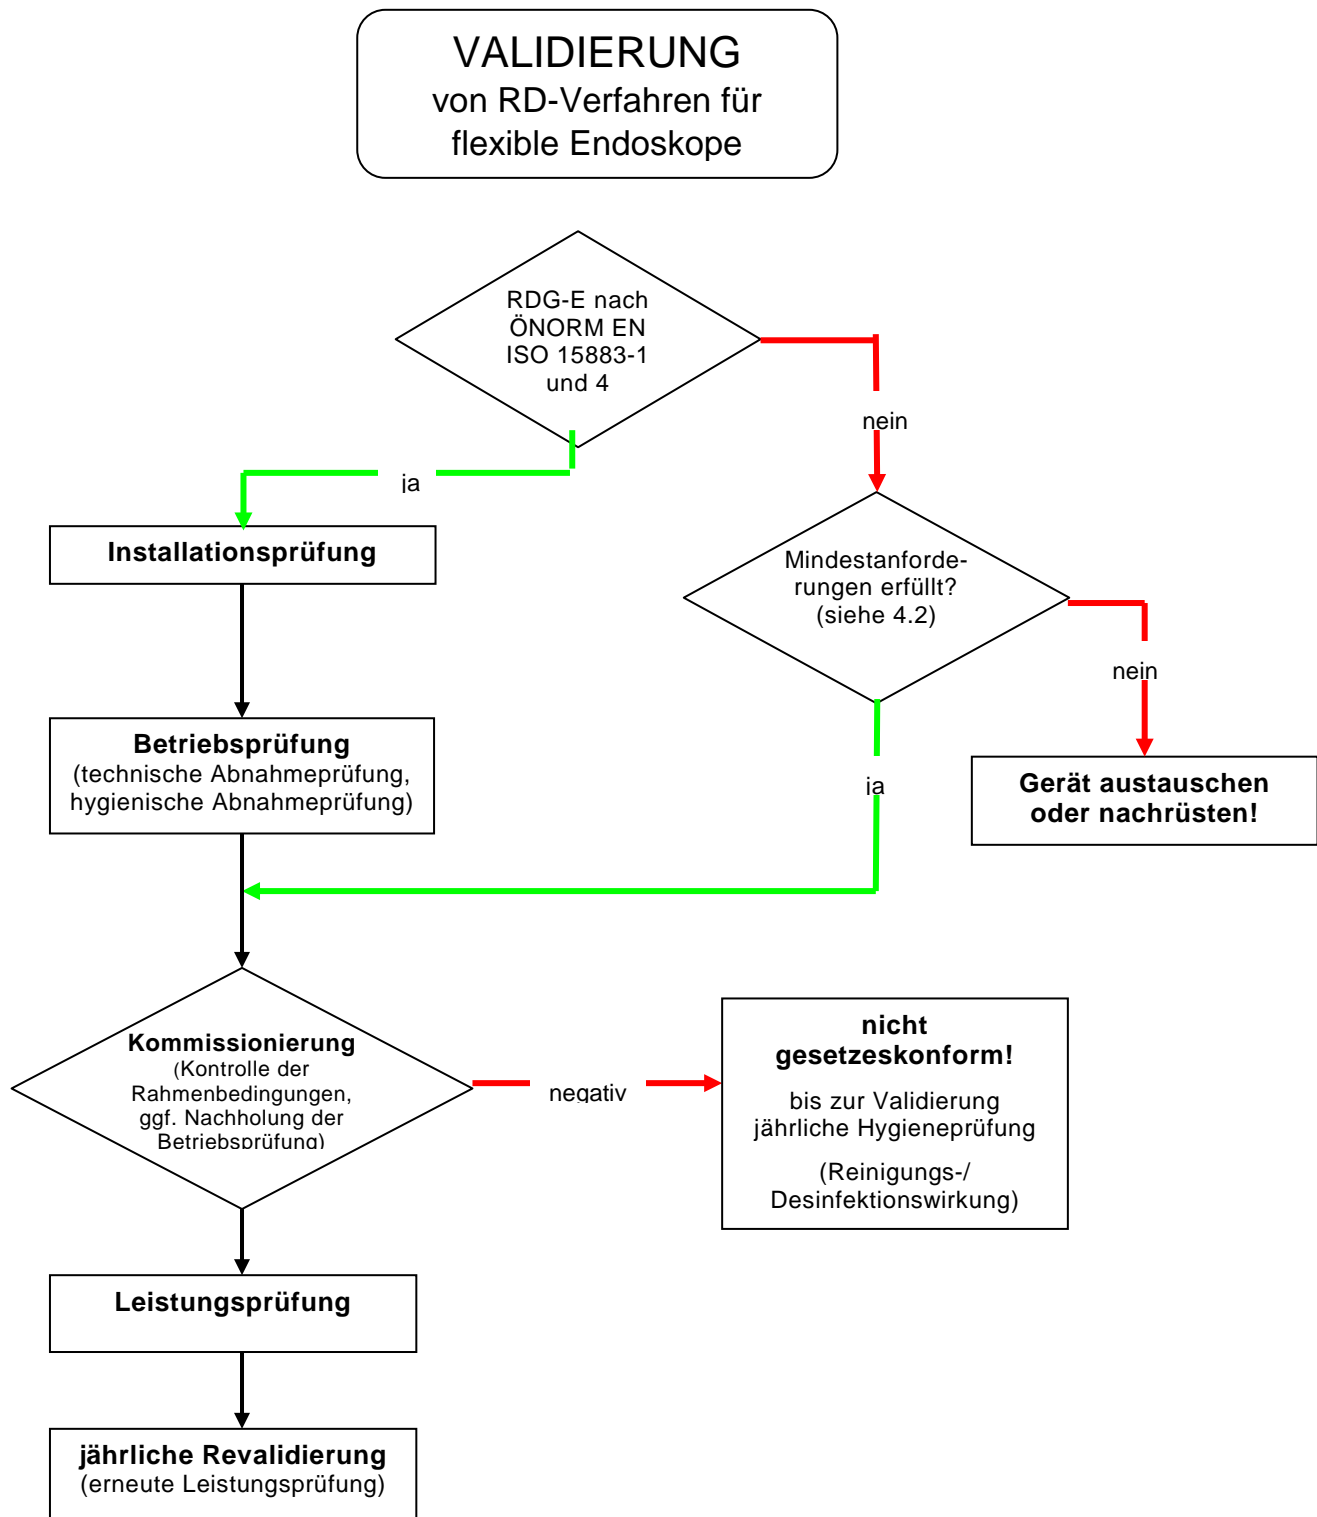 VALIDIERUNG
von RD-Verfahren für
flexible Endoskope
RDG-E nach
ÖNORM EN
ISO 15883-1
und 4
nein
ja
Installationsprüfung
Mindestanforde-
rungen erfüllt?
(siehe 4.2)
nein
Betriebsprüfung
(technische Abnahmeprüfung,
hygienische Abnahmeprüfung)
ja
Gerät austauschen
oder nachrüsten!
Kommissionierung
(Kontrolle der
Rahmenbedingungen,
ggf. Nachholung der
Betriebsprüfung)
negativ
nicht
gesetzeskonform!
bis zur Validierung
jährliche Hygieneprüfung
(Reinigungs-/
Desinfektionswirkung)
Leistungsprüfung
jährliche Revalidierung
(erneute Leistungsprüfung)